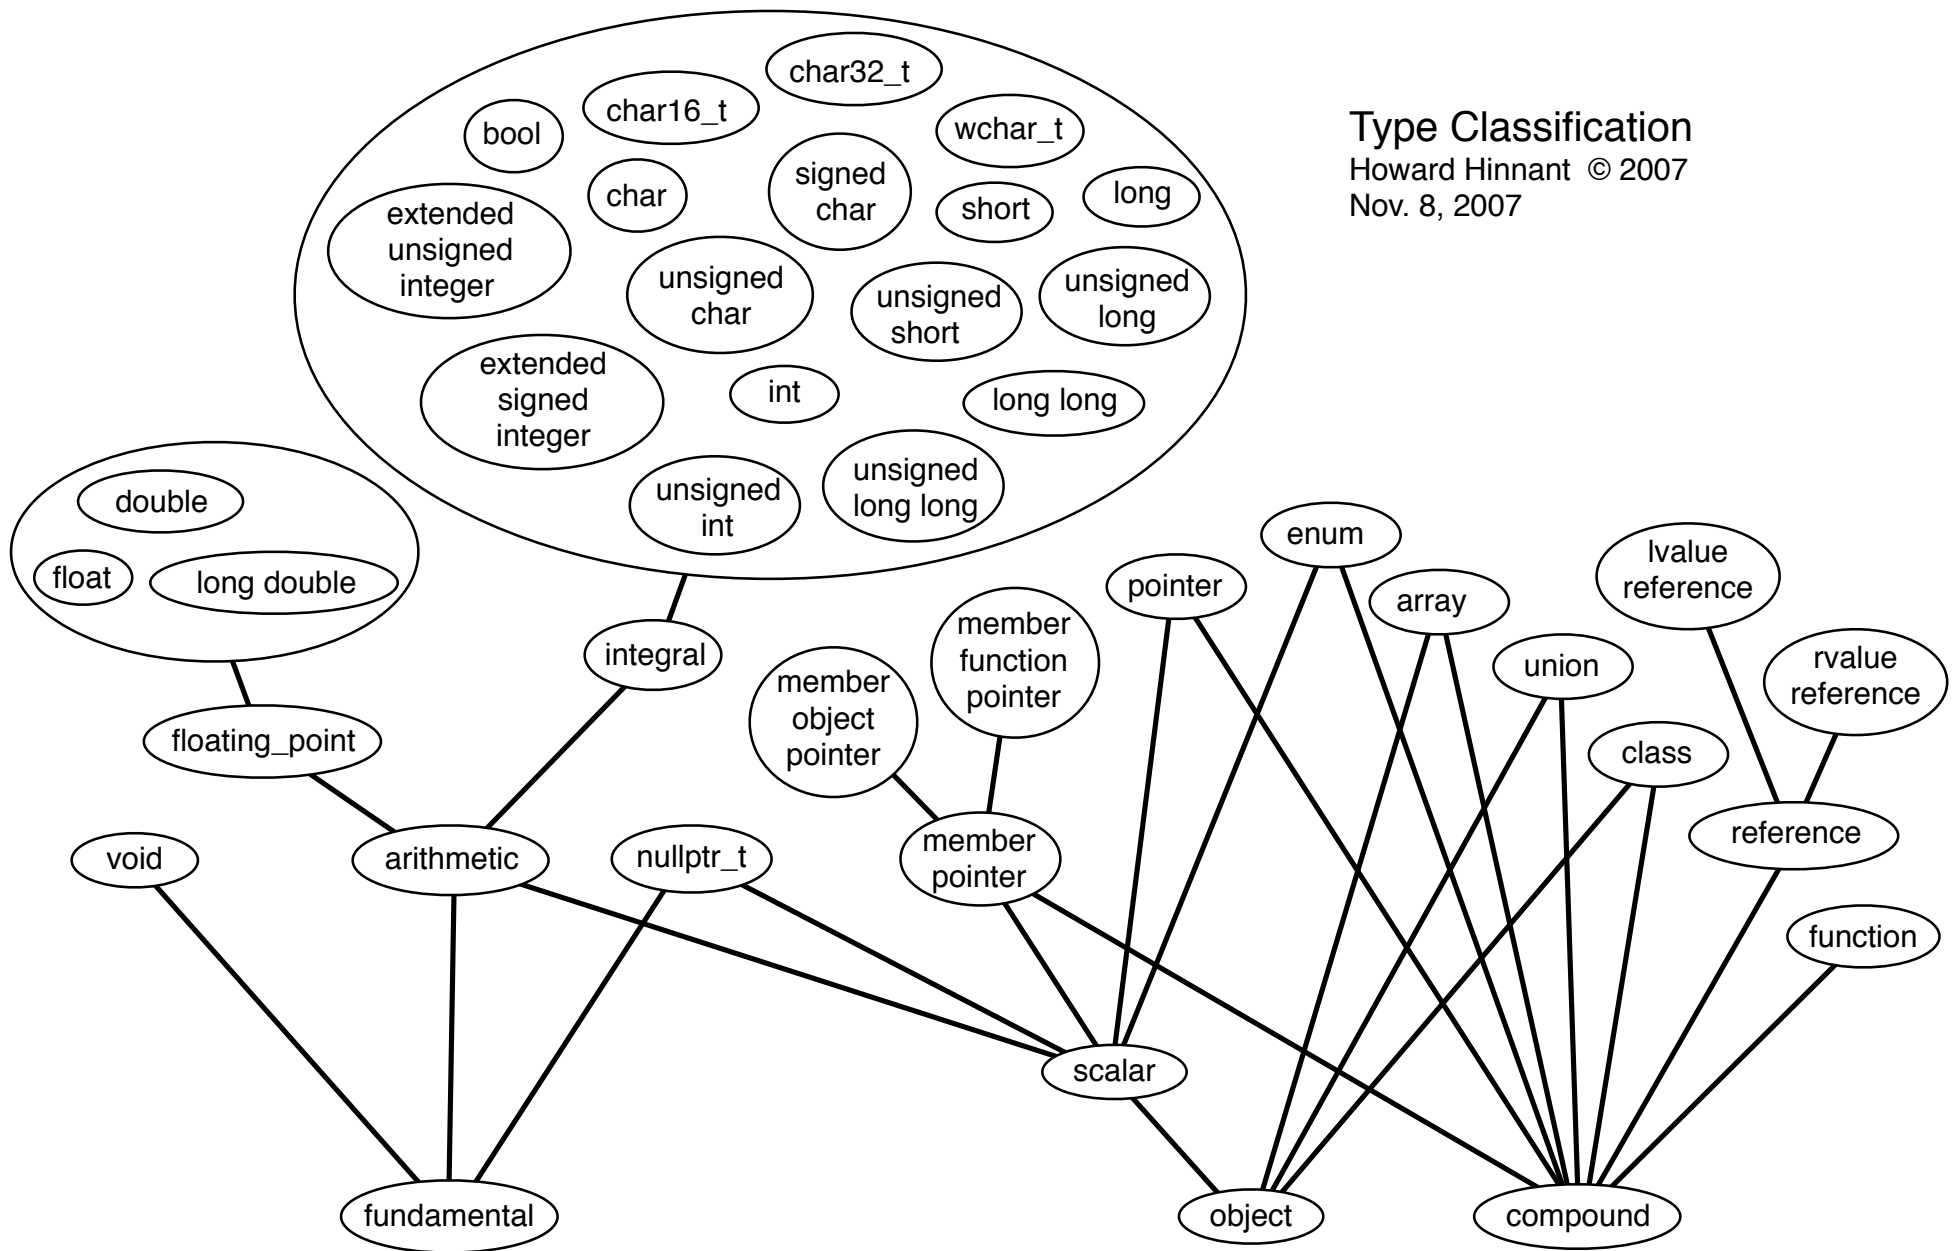 Type Classification
Howard Hinnant © 2007
Nov. 8, 2007
char32_t
char16_t
bool
wchar_t
char
signed
char
short
long
extended
unsigned
integer
unsigned
char
unsigned
short
unsigned
long
extended
signed
integer
int
long long
unsigned
int
unsigned
long long
double
float
long double
integral
floating_point
member
object
pointer
member
function
pointer
pointer
enum
array
union
class
lvalue
reference
rvalue
reference
void
arithmetic
nullptr_t
member
pointer
reference
function
scalar
fundamental
object
compound